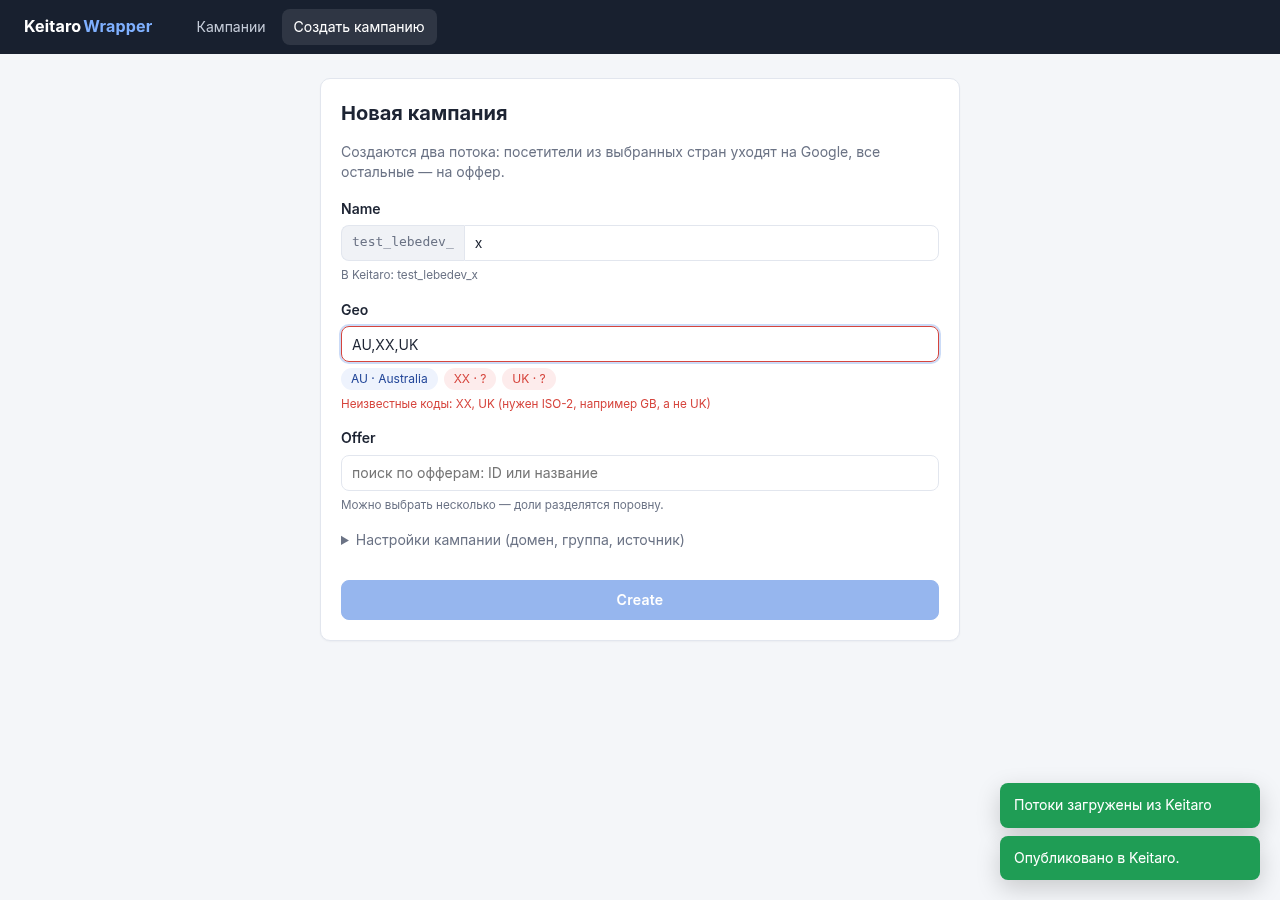 KeitaroWrapper Кампании Создать кампанию
Новая кампания
Создаются два потока: посетители из выбранных стран уходят на Google, все
остальные — на оффер.
Name
test_lebedev_ x
В Keitaro: test_lebedev_x
Geo
AU,XX,UK
AU · Australia XX · ? UK · ?
Неизвестные коды: XX, UK (нужен ISO-2, например GB, а не UK)
Offer
поиск по офферам: ID или название
Можно выбрать несколько — доли разделятся поровну.
Настройки кампании (домен, группа, источник)
Create
Потоки загружены из Keitaro
Опубликовано в Keitaro.